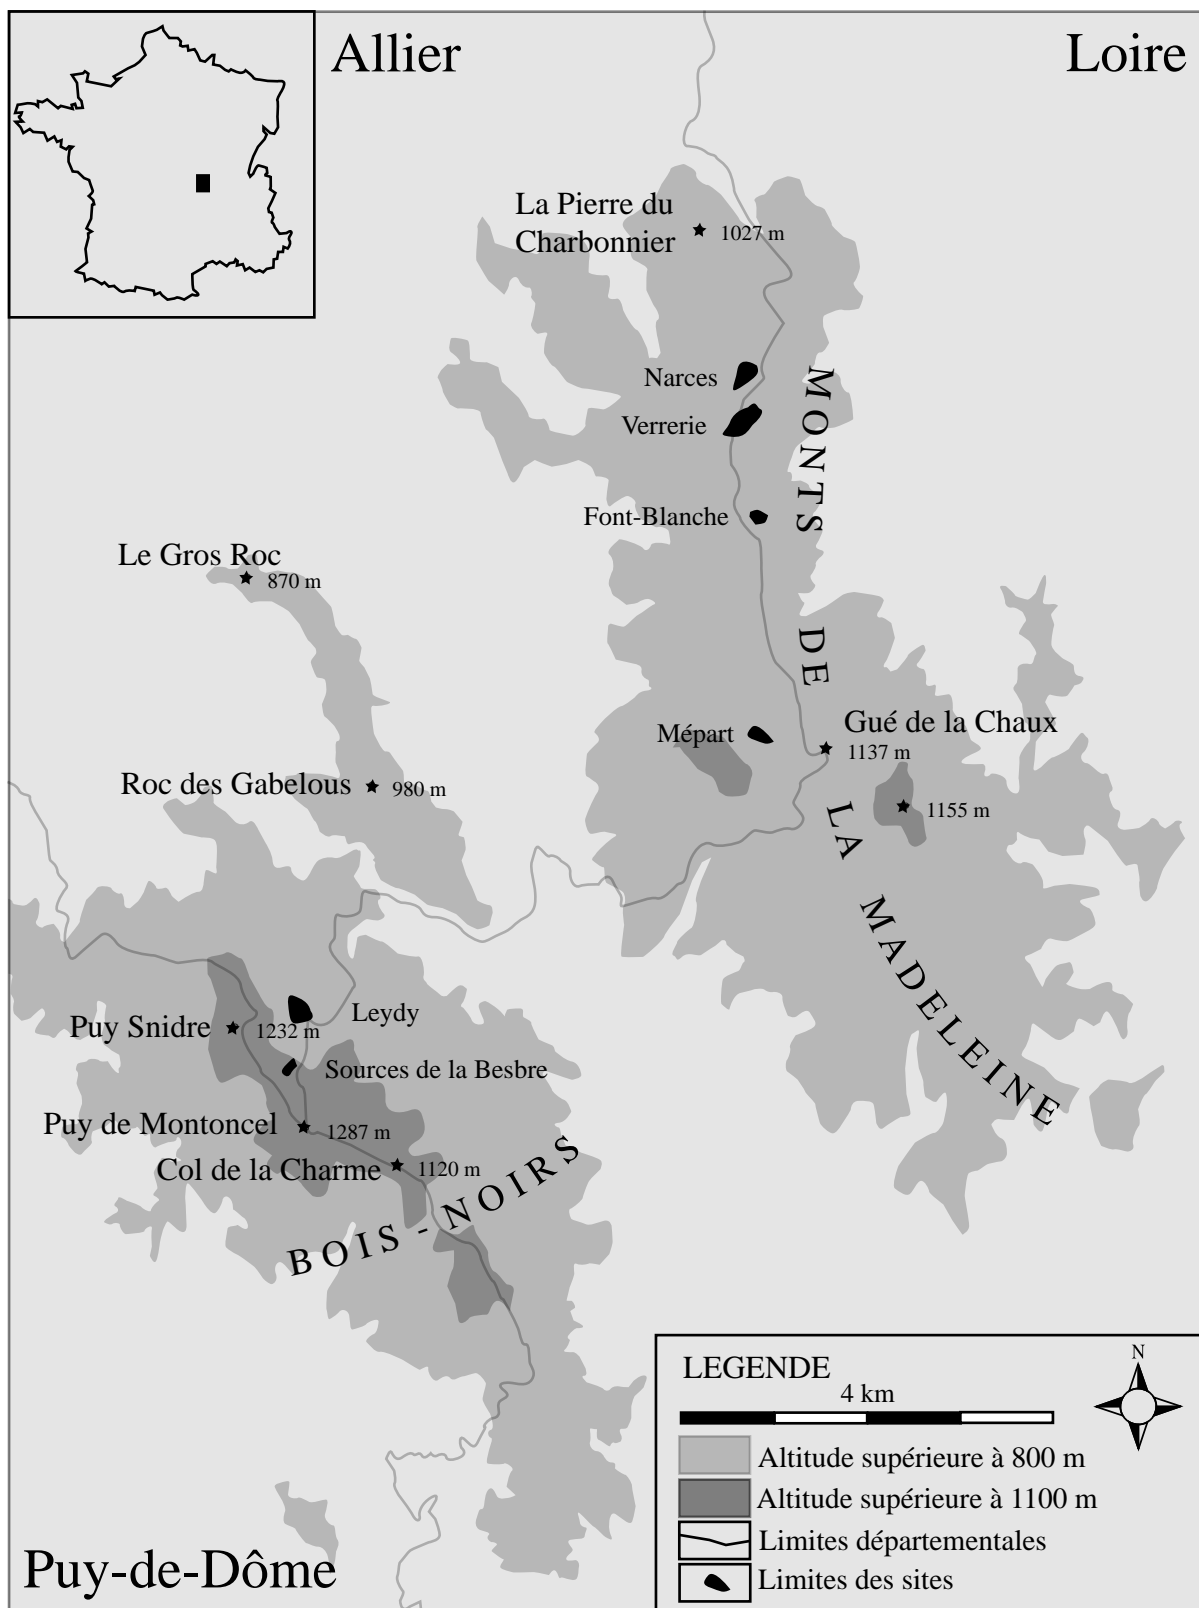 Allier
Loire
La Pierre du
Charbonnier
1027 m
Narces
Verrerie
Font-Blanche
MONTS DE LA MADELEINE
Le Gros Roc
870 m
Mépart
Gué de la Chaux
1137 m
Roc des Gabelous
980 m
1155 m
Leydy
Puy Snidre
1232 m
Sources de la Besbre
Puy de Montoncel
1287 m
Col de la Charme
1120 m
BOIS-NOIRS
LEGENDE
N
4 km
Altitude supérieure à 800 m
Altitude supérieure à 1100 m
Limites départementales
Limites des sites
Puy-de-Dôme